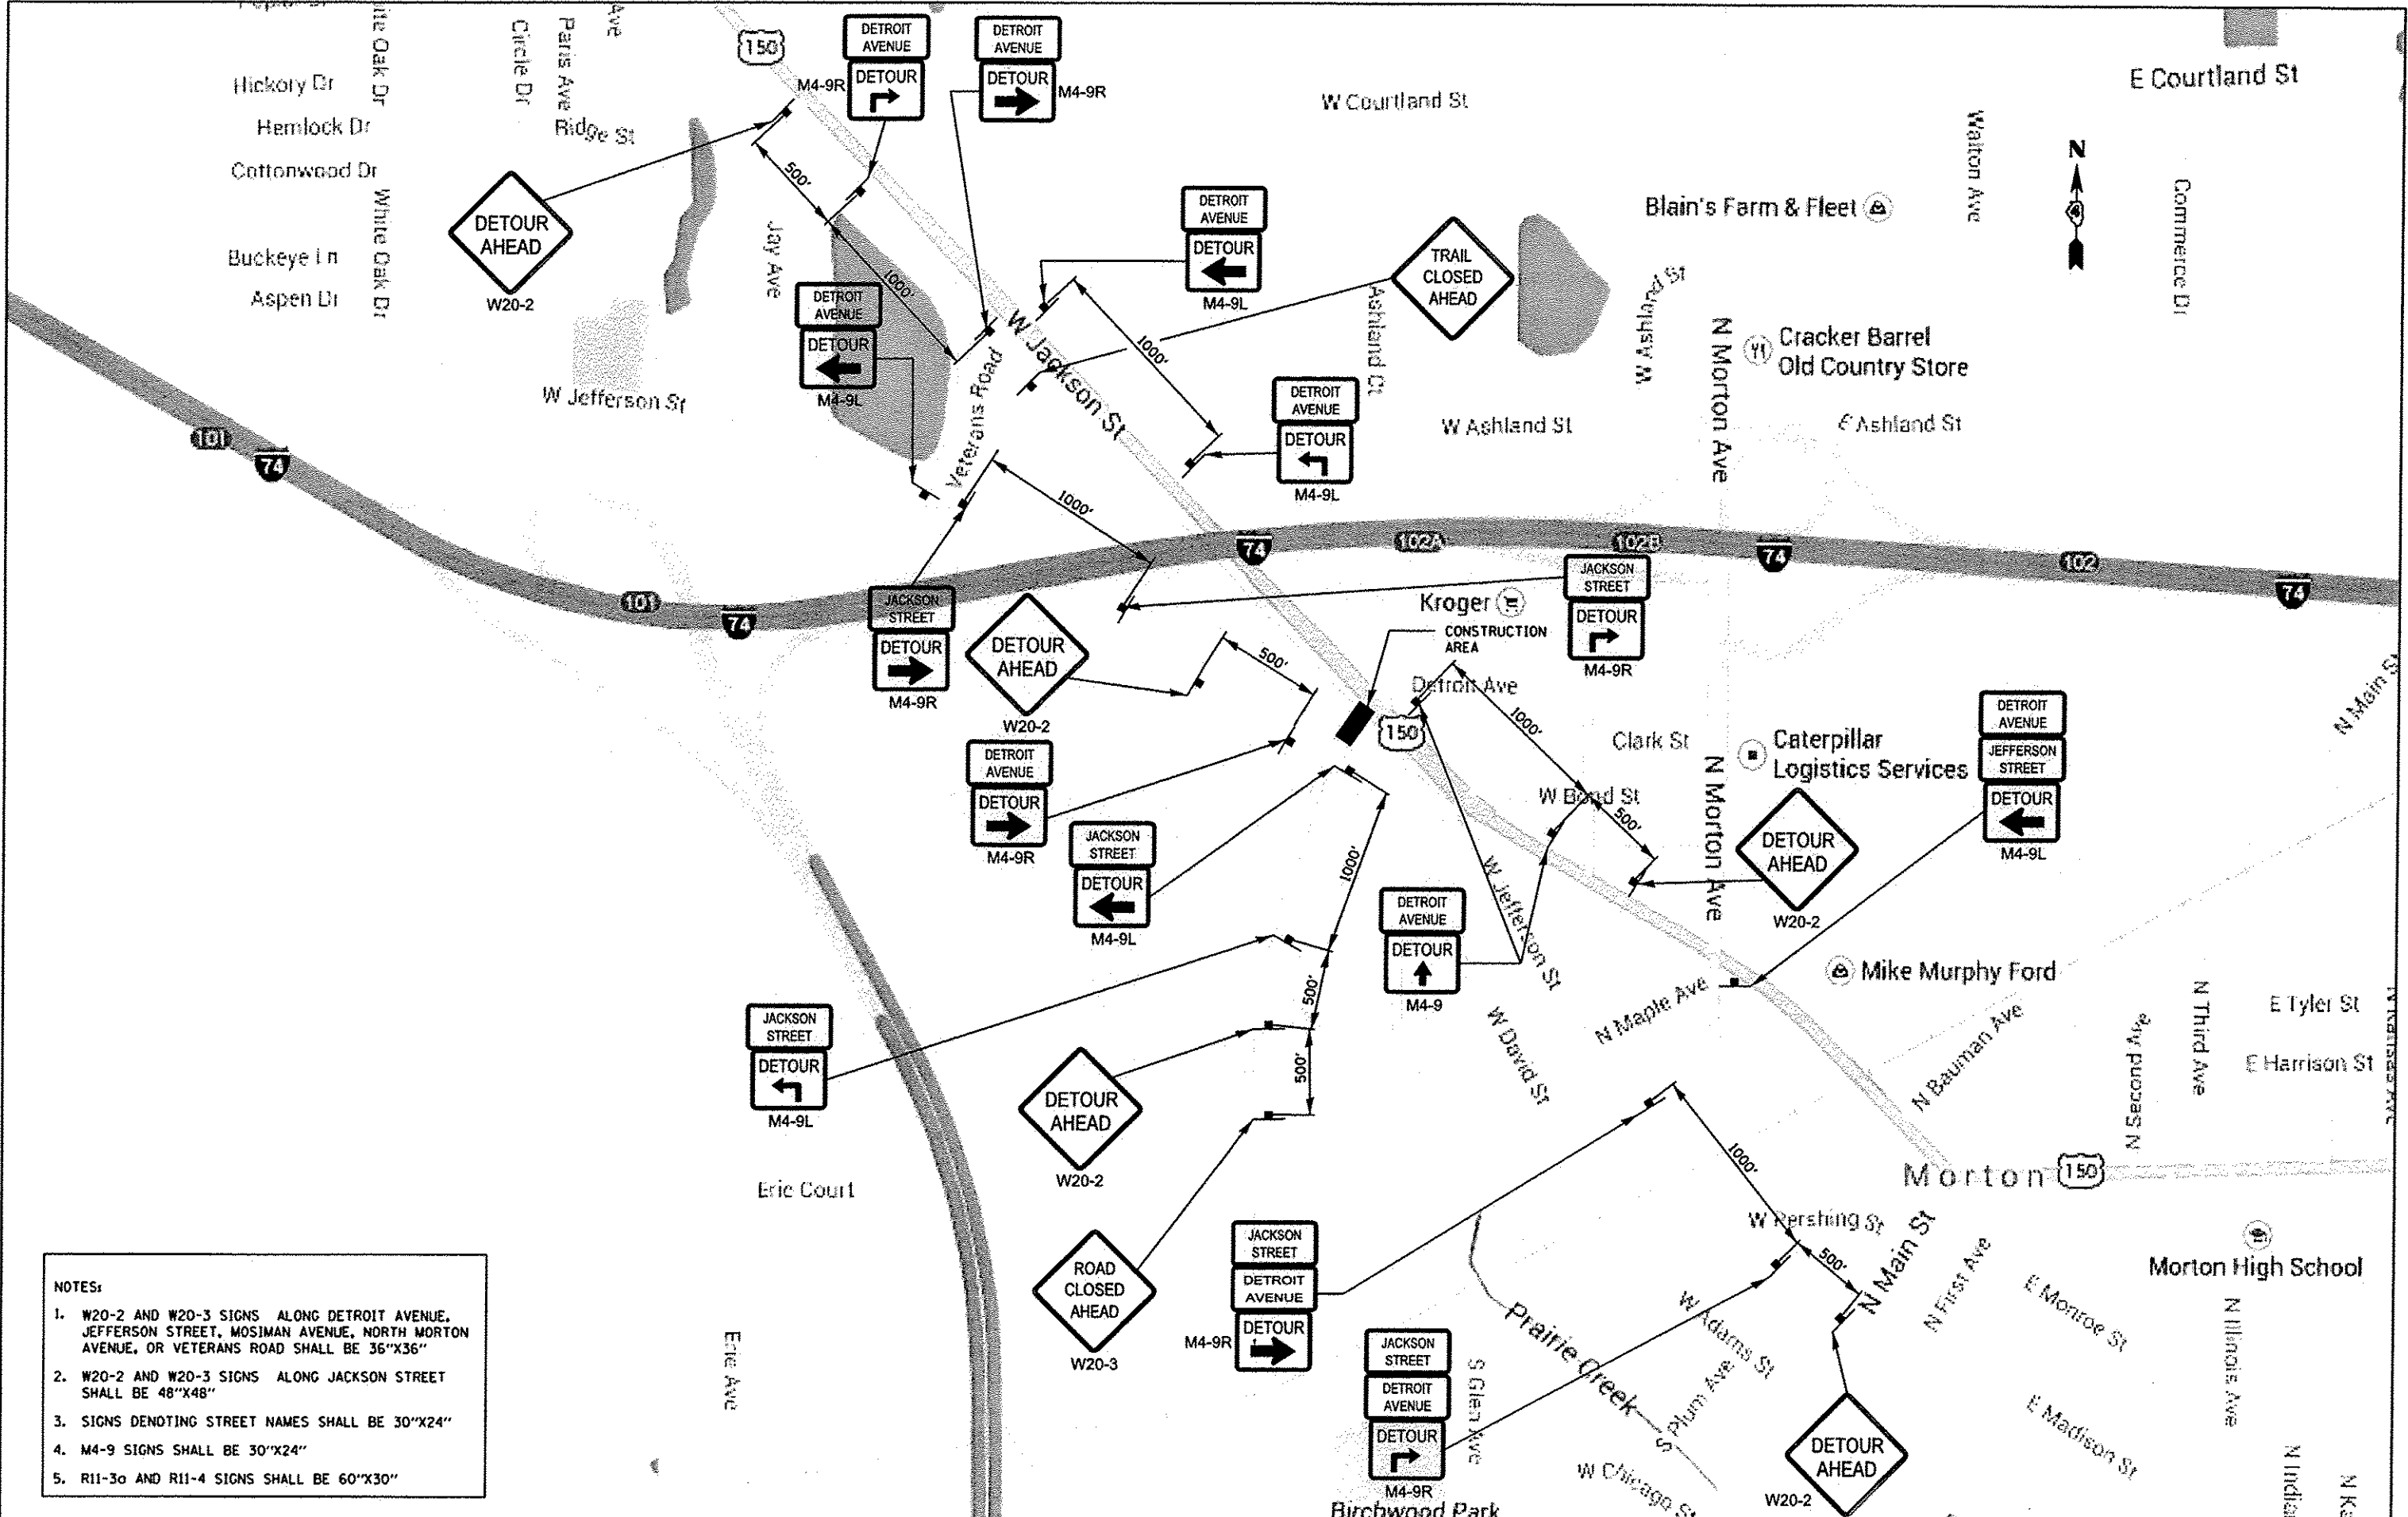 150
DETROIT
AVENUE
DETOUR
M4-9R
DETROIT
AVENUE
DETOUR
M4-9R
Circle Dr
Paris Ave
Ave
Hickory Dr
Hemlock Dr
Ridge St
Cottonwood Dr
White Oak Dr
Buckeye Ln
Aspen Dr
W Courtland St
E Courtland St
Walton Ave
N
4
Commerce Dr
Blain's Farm & Fleet
DETOUR
AHEAD
W20-2
500'
1000'
Jay Ave
DETROIT
AVENUE
DETOUR
M4-9L
DETROIT
AVENUE
DETOUR
M4-9L
TRAIL
CLOSED
AHEAD
1000'
W Jackson St
Veterans Road
Ashland Ct
W Ashland St
N Morton Ave
Cracker Barrel
Old Country Store
W Jefferson St
DETROIT
AVENUE
DETOUR
M4-9L
W Ashland St
E Ashland St
101
74
1000'
74
102A
102B
74
102
74
101
74
JACKSON
STREET
DETOUR
M4-9R
DETOUR
AHEAD
W20-2
500'
Kroger
CONSTRUCTION
AREA
JACKSON
STREET
DETOUR
M4-9R
Detroit Ave
150
1000'
Clark St
N Morton Ave
Caterpillar
Logistics Services
DETROIT
AVENUE
JEFFERSON
STREET
DETOUR
M4-9L
N Main St
DETROIT
AVENUE
DETOUR
M4-9R
W Bond St
500'
DETOUR
AHEAD
W20-2
JACKSON
STREET
DETOUR
M4-9L
1000'
W Jefferson St
DETROIT
AVENUE
DETOUR
M4-9
500'
Mike Murphy Ford
N Maple Ave
W David St
N Bauman Ave
N Second Ave
N Third Ave
E Tyler St
E Harrison St
JACKSON
STREET
DETOUR
M4-9L
DETOUR
AHEAD
W20-2
500'
Erie Court
Erie Ave
1000'
Morton
150
W Pershing St
N Main St
500'
N First Ave
Morton High School
E Monroe St
E Madison St
N Illinois Ave
ROAD
CLOSED
AHEAD
W20-3
JACKSON
STREET
DETROIT
AVENUE
DETOUR
M4-9R
JACKSON
STREET
DETROIT
AVENUE
DETOUR
M4-9R
Prairie Creek
S Glen Ave
W Adams St
S Plum Ave
W Chicago St
Birchwood Park
DETOUR
AHEAD
W20-2
NOTES:
1. W20-2 AND W20-3 SIGNS ALONG DETROIT AVENUE,
JEFFERSON STREET, MOSIMAN AVENUE, NORTH MORTON
AVENUE, OR VETERANS ROAD SHALL BE 36"X36"
2. W20-2 AND W20-3 SIGNS ALONG JACKSON STREET
SHALL BE 48"X48"
3. SIGNS DENOTING STREET NAMES SHALL BE 30"X24"
4. M4-9 SIGNS SHALL BE 30"X24"
5. R11-3a AND R11-4 SIGNS SHALL BE 60"X30"